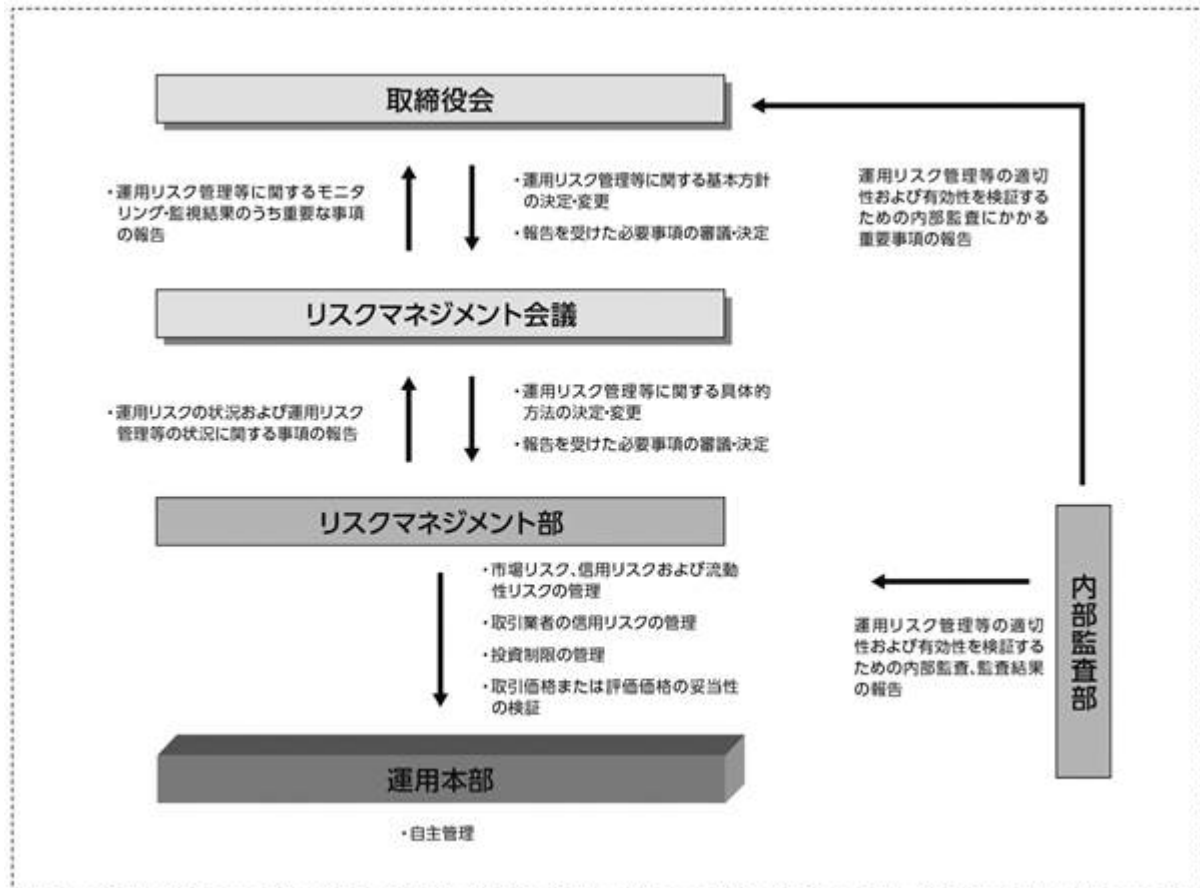 取締役会
・運用リスク管理等に関するモニタ
リング・監視結果のうち重要な事項
の報告
・運用リスク管理等に関する基本方針
の決定・変更
・報告を受けた必要事項の審議・決定
運用リスク管理等の適切
性および有効性を検証する
ための内部監査にかかる
重要事項の報告
リスクマネジメント会議
・運用リスクの状況および運用リスク
管理等の状況に関する事項の報告
・運用リスク管理等に関する具体的
方法の決定・変更
・報告を受けた必要事項の審議・決定
リスクマネジメント部
・市場リスク、信用リスクおよび流動
性リスクの管理
・取引業者の信用リスクの管理
・投資制限の管理
・取引価格または評価価格の妥当性
の検証
運用リスク管理等の適切
性および有効性を検証する
ための内部監査、監査結果
の報告
内部監査部
運用本部
・自主管理